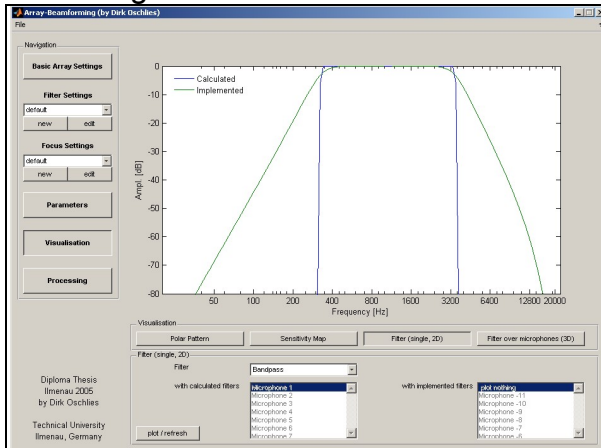 Array-Beamforming (by Dirk Oschlies)
File
Navigation
Basic Array Settings
Filter Settings
default
new edit
Focus Settings
default
new edit
Parameters
Visualisation
Processing
Diploma Thesis
Ilmenau 2005
by Dirk Oschlies
Technical University
Ilmenau, Germany
Calculated
Implemented
Ampl. [dB]
0
-10
-20
-30
-40
-50
-60
-70
-80
50 100 200 400 800 1600 3200 6400 12800 20000
Frequency [Hz]
Visualisation
Polar Pattern Sensitivity Map Filter (single, 2D) Filter over microphones (3D)
Filter (single, 2D)
Filter Bandpass
with calculated filters
Microphone 1
Microphone 2
Microphone 3
Microphone 4
Microphone 5
Microphone 6
Microphone 7
with implemented filters
plot nothing
Microphone -11
Microphone -10
Microphone -9
Microphone -8
Microphone -7
Microphone -6
plot / refresh